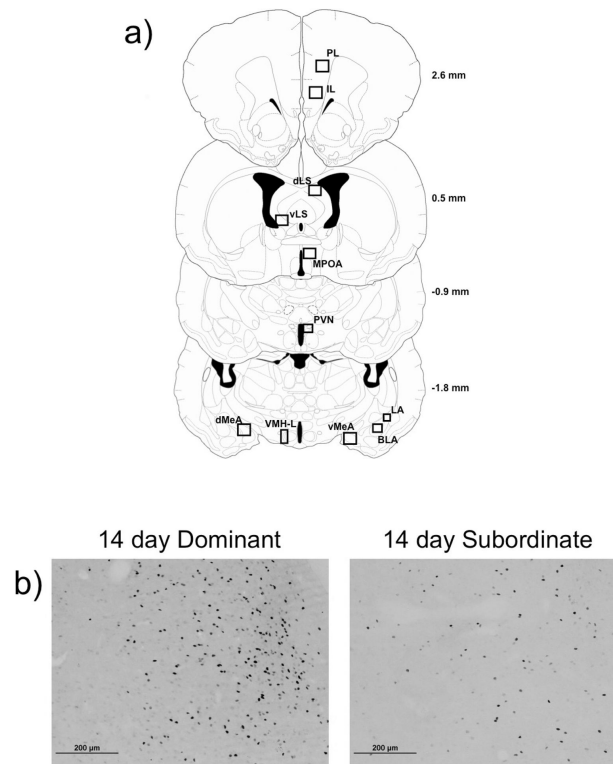 a)
PL
2.6 mm
IL
dLS
0.5 mm
vLS
MPOA
-0.9 mm
PVN
-1.8 mm
LA
dMeA VMH-L vMeA
BLA
14 day Dominant 14 day Subordinate
b)
200 µm 200 µm